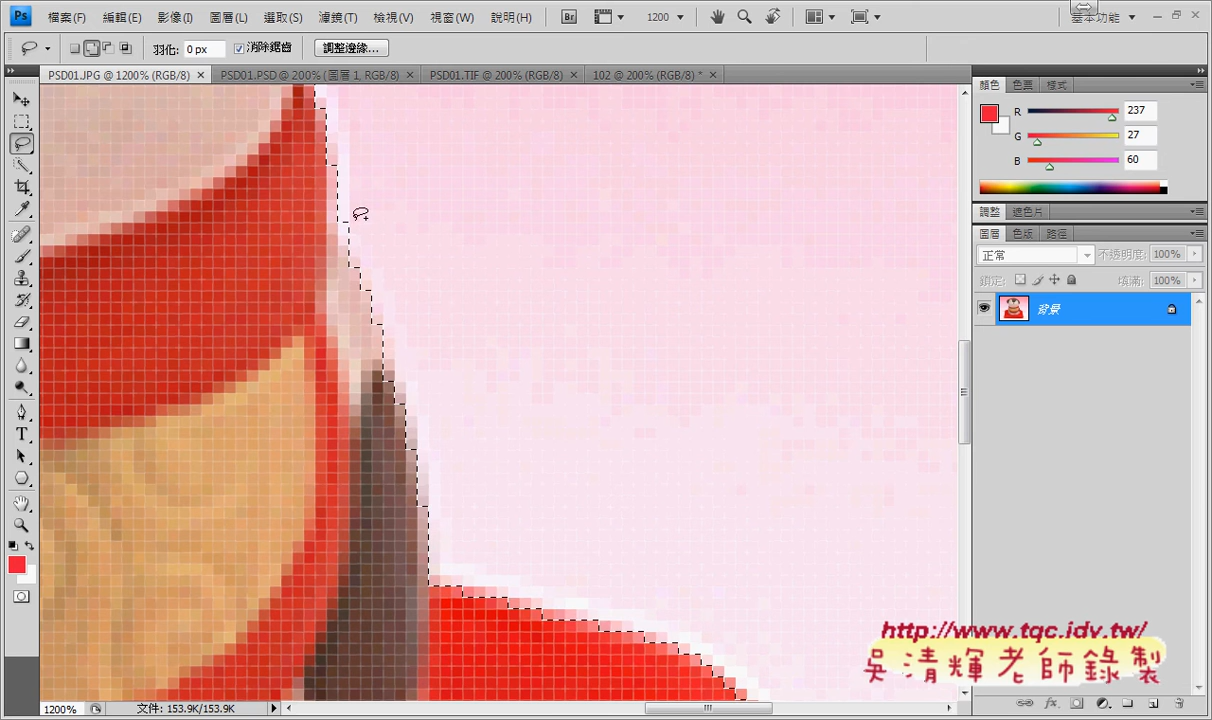 Ps 檔案(F) 編輯(E) 影像(I) 圖層(L) 選取(S) 濾鏡(T) 檢視(V) 視窗(W) 說明(H) Br 1200 基本功能
羽化: 0 px 消除鋸齒 調整邊緣...
PSD01.JPG @ 1200% (RGB/8) × PSD01.PSD @ 200% (圖層 1, RGB/8) × PSD01.TIF @ 200% (RGB/8) × 102 @ 200% (RGB/8) * ×
顏色 色票 樣式
R 237
G 27
B 60
調整 遮色片
圖層 色版 路徑
正常 不透明度: 100%
鎖定: 填滿: 100%
背景
T
http://www.tqc.idv.tw/
吳清輝老師錄製
1200% 文件: 153.9K/153.9K